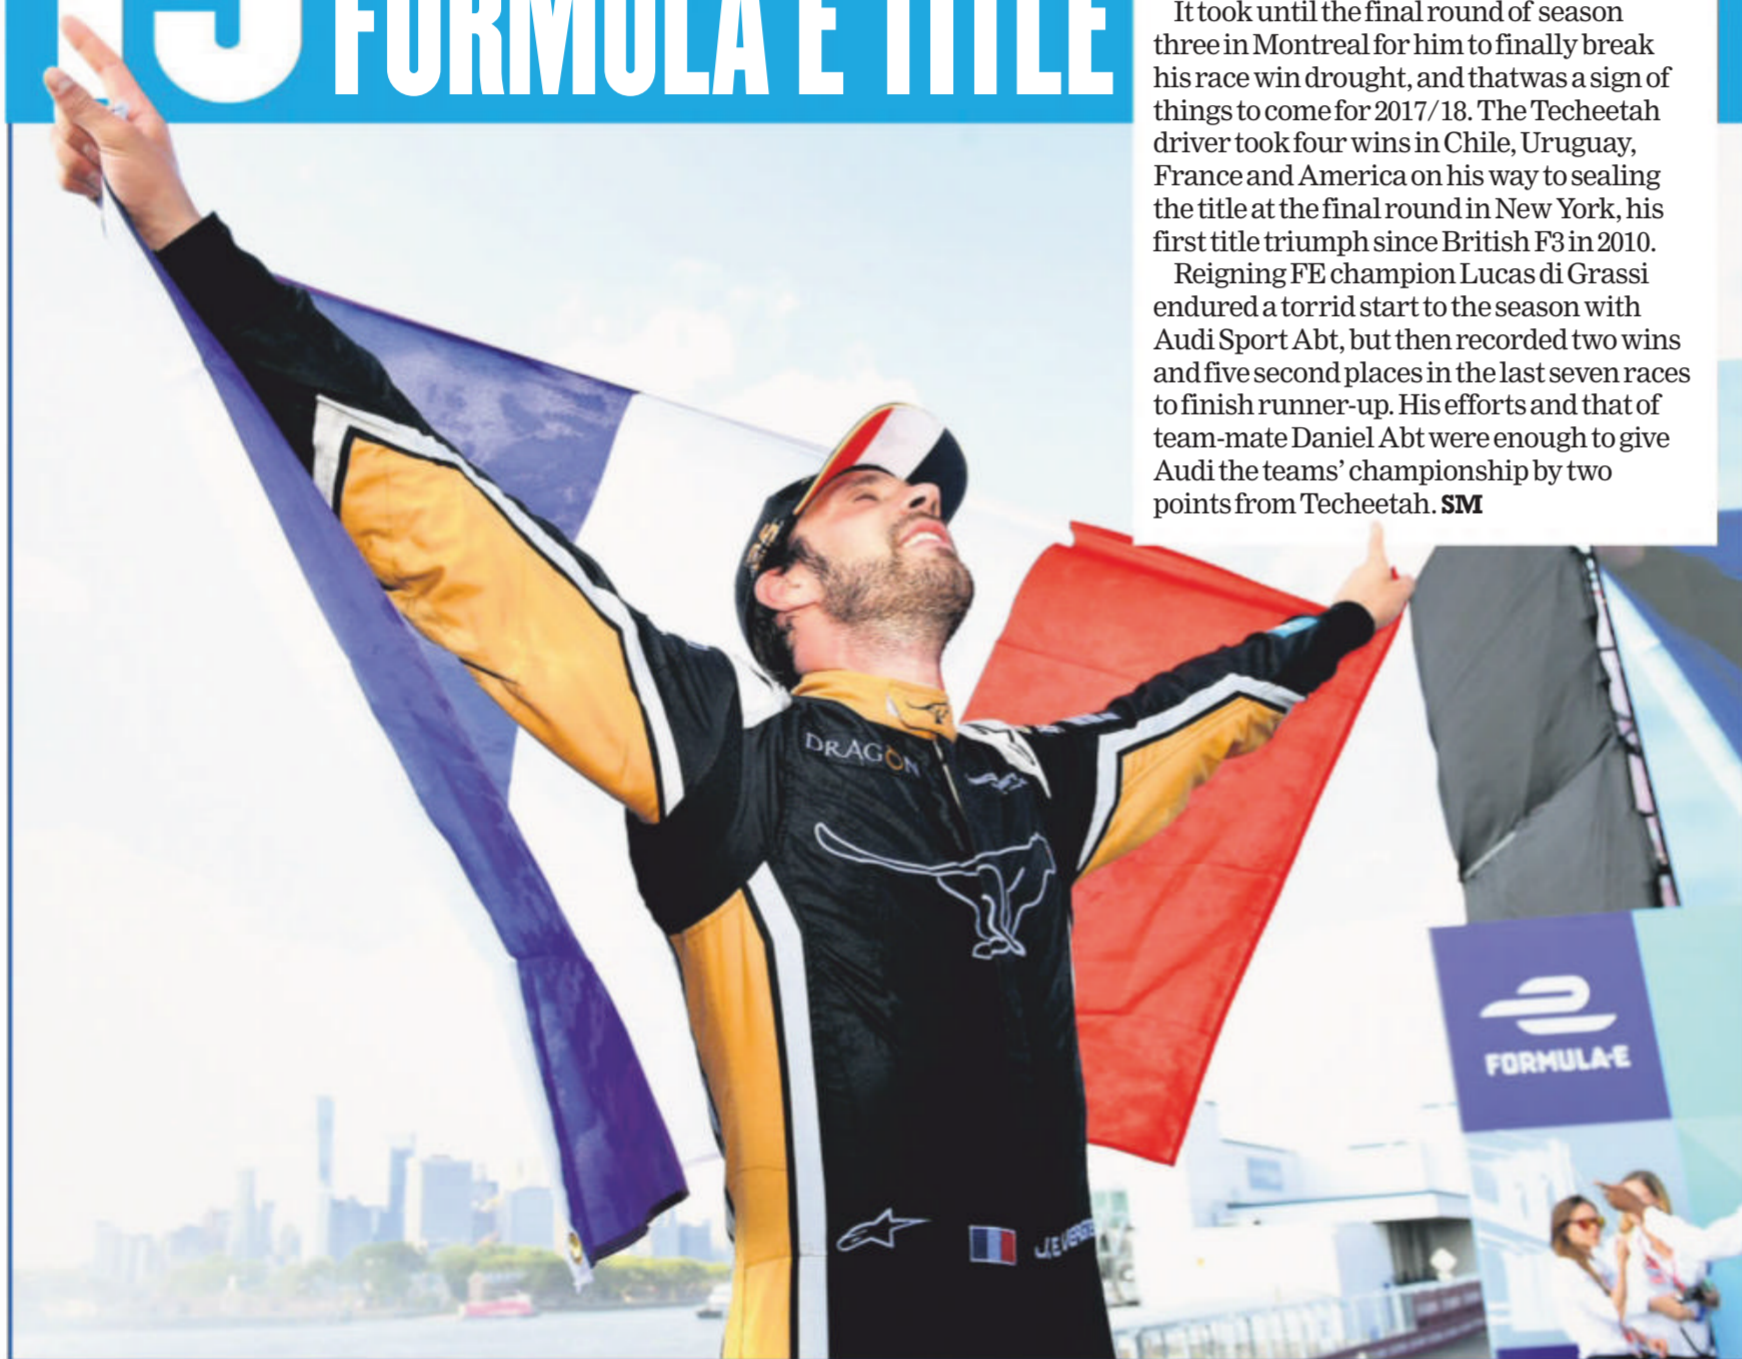 FORMULA E TITLE
It took until the final round of season
three in Montreal for him to finally break
his race win drought, and thatwas a sign of
things to come for 2017/18. The Techeetah
driver took four wins in Chile, Uruguay,
France and America on his way to sealing
the title at the final round in New York, his
first title triumph since British F3 in 2010.
Reigning FE champion Lucas di Grassi
endured a torrid start to the season with
Audi Sport Abt, but then recorded two wins
and five second places in the last seven races
to finish runner-up. His efforts and that of
team-mate Daniel Abt were enough to give
Audi the teams’ championship by two
points from Techeetah. SM
DRAGON
FORMULA-E